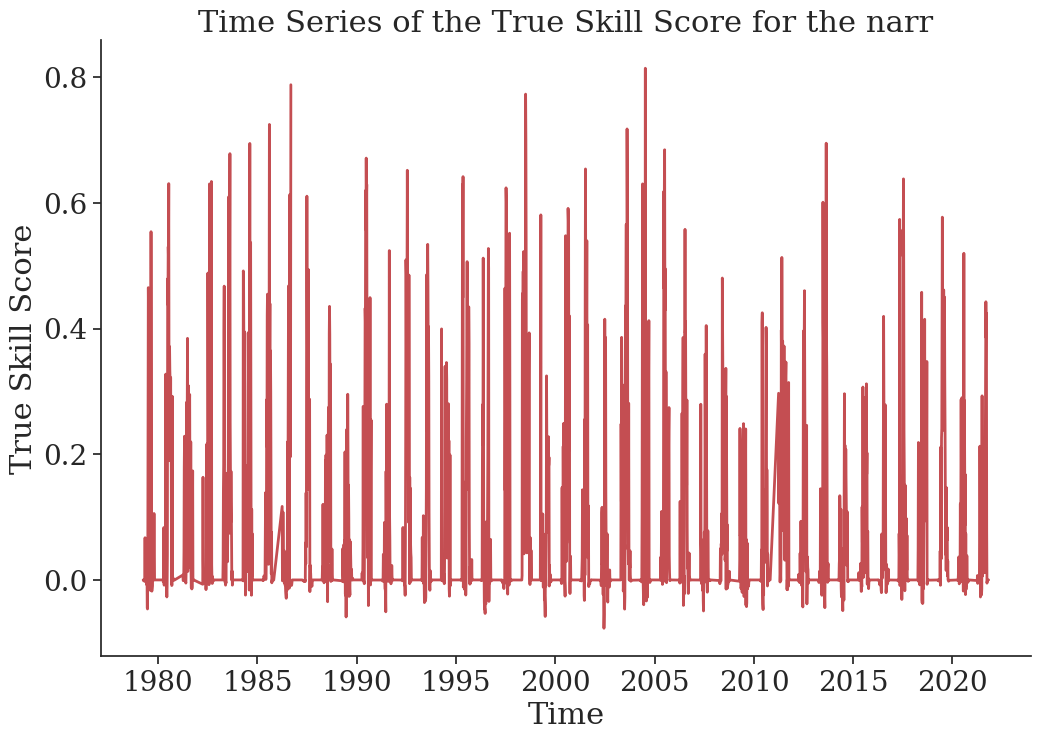 Time Series of the True Skill Score for the narr
True Skill Score
0.8
0.6
0.4
0.2
0.0
1980 1985 1990 1995 2000 2005 2010 2015 2020
Time